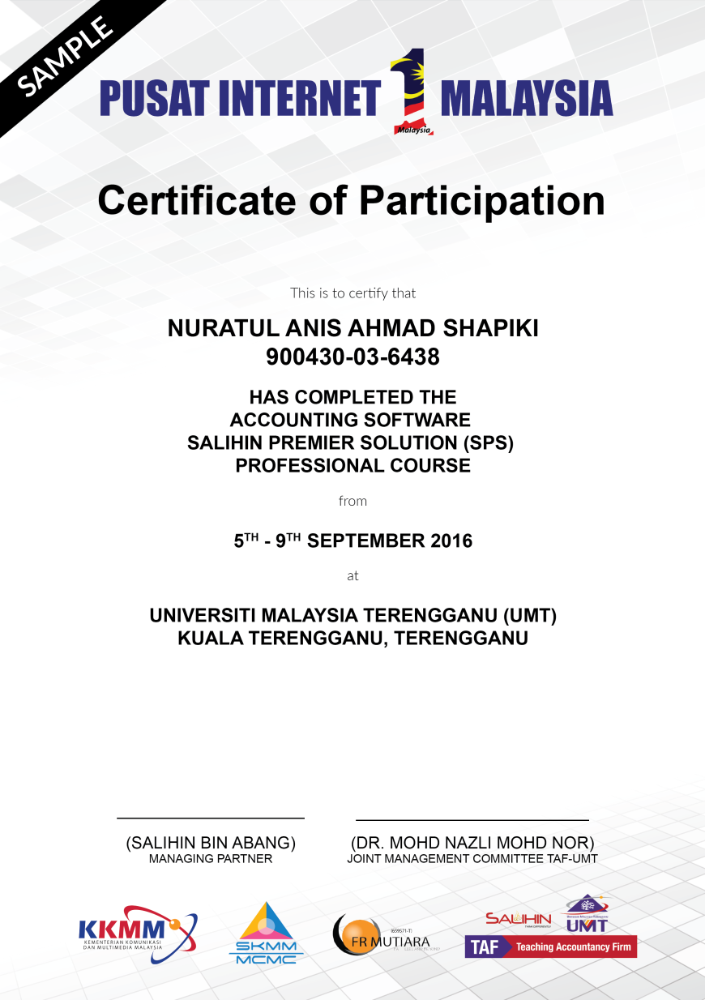 SAMPLE
PUSAT INTERNET 1 MALAYSIA
Malaysia
Certificate of Participation
This is to certify that
NURATUL ANIS AHMAD SHAPIKI
900430-03-6438
HAS COMPLETED THE
ACCOUNTING SOFTWARE
SALIHIN PREMIER SOLUTION (SPS)
PROFESSIONAL COURSE
from
5TH - 9TH SEPTEMBER 2016
at
UNIVERSITI MALAYSIA TERENGGANU (UMT)
KUALA TERENGGANU, TERENGGANU
(SALIHIN BIN ABANG)
MANAGING PARTNER
(DR. MOHD NAZLI MOHD NOR)
JOINT MANAGEMENT COMMITTEE TAF-UMT
KKMM
KEMENTERIAN KOMUNIKASI
DAN MULTIMEDIA MALAYSIA
SKMM
MCMC
(659571-T)
FR MUTIARA
SALIHIN
THINK DIFFERENTLY
UMT
TAF Teaching Accountancy Firm